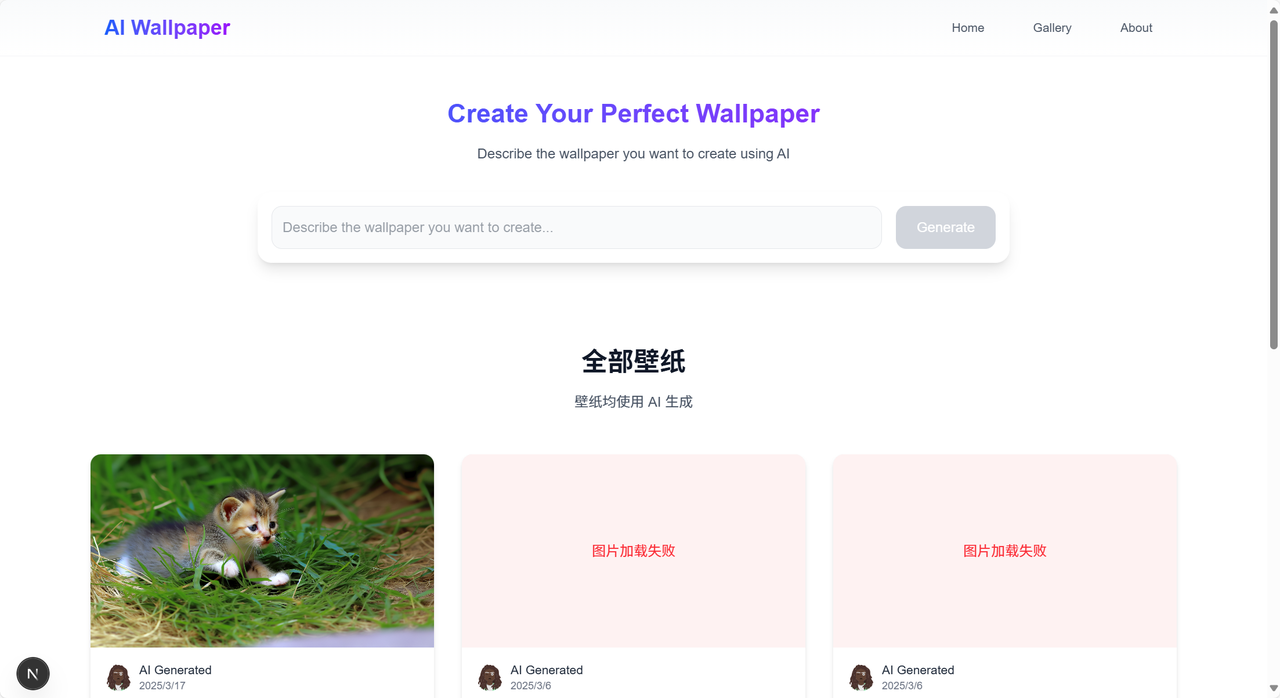 AI Wallpaper
Home
Gallery
About
Create Your Perfect Wallpaper
Describe the wallpaper you want to create using AI
Describe the wallpaper you want to create...
Generate
全部壁纸
壁纸均使用 AI 生成
图片加载失败
图片加载失败
AI Generated
2025/3/17
AI Generated
2025/3/6
AI Generated
2025/3/6
N